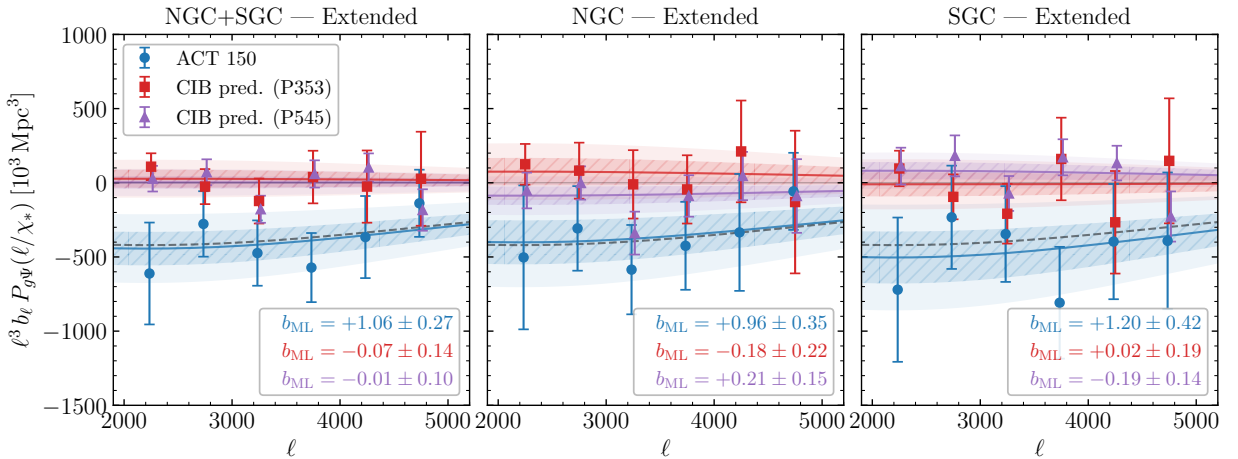 NGC+SGC — Extended
NGC — Extended
SGC — Extended
ℓ³ b_ℓ P_{gΨ}(ℓ/χ_*) [10³ Mpc³]
1000
500
0
−500
−1000
−1500
ACT 150
CIB pred. (P353)
CIB pred. (P545)
b_ML = +1.06 ± 0.27
b_ML = −0.07 ± 0.14
b_ML = −0.01 ± 0.10
b_ML = +0.96 ± 0.35
b_ML = −0.18 ± 0.22
b_ML = +0.21 ± 0.15
b_ML = +1.20 ± 0.42
b_ML = +0.02 ± 0.19
b_ML = −0.19 ± 0.14
2000 3000 4000 5000
2000 3000 4000 5000
2000 3000 4000 5000
ℓ
ℓ
ℓ